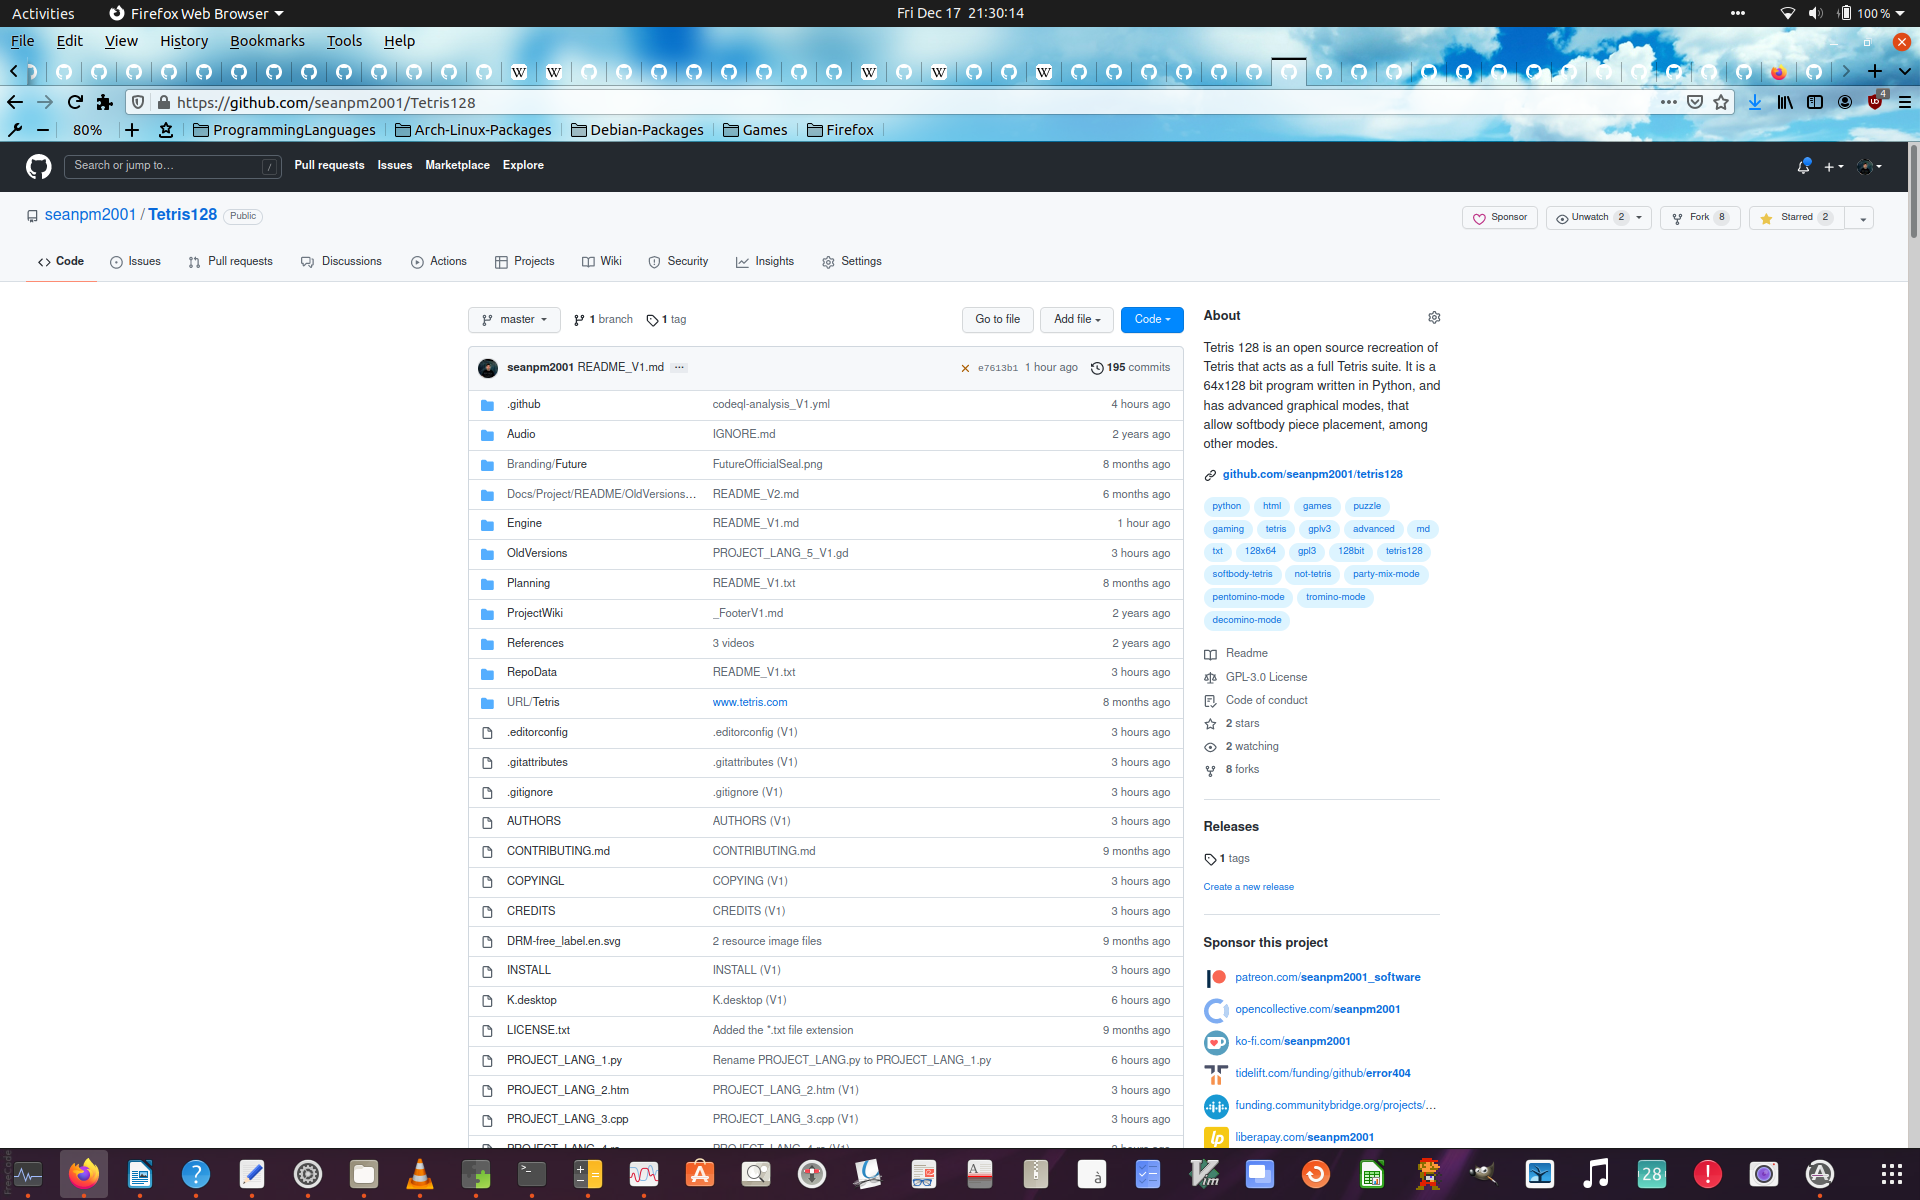 Activities Firefox Web Browser Fri Dec 17 21:30:14 100 %
File Edit View History Bookmarks Tools Help
https://github.com/seanpm2001/Tetris128
4
80% ProgrammingLanguages Arch-Linux-Packages Debian-Packages Games Firefox
Search or jump to… / Pull requests Issues Marketplace Explore
seanpm2001 / Tetris128 Public
Sponsor Unwatch 2 Fork 8 Starred 2
Code Issues Pull requests Discussions Actions Projects Wiki Security Insights Settings
master 1 branch 1 tag Go to file Add file Code
seanpm2001 README_V1.md … e7613b1 1 hour ago 195 commits
.github codeql-analysis_V1.yml 4 hours ago
Audio IGNORE.md 2 years ago
Branding/Future FutureOfficialSeal.png 8 months ago
Docs/Project/README/OldVersions… README_V2.md 6 months ago
Engine README_V1.md 1 hour ago
OldVersions PROJECT_LANG_5_V1.gd 3 hours ago
Planning README_V1.txt 8 months ago
ProjectWiki _FooterV1.md 2 years ago
References 3 videos 2 years ago
RepoData README_V1.txt 3 hours ago
URL/Tetris www.tetris.com 8 months ago
.editorconfig .editorconfig (V1) 3 hours ago
.gitattributes .gitattributes (V1) 3 hours ago
.gitignore .gitignore (V1) 3 hours ago
AUTHORS AUTHORS (V1) 3 hours ago
CONTRIBUTING.md CONTRIBUTING.md 9 months ago
COPYINGL COPYING (V1) 3 hours ago
CREDITS CREDITS (V1) 3 hours ago
DRM-free_label.en.svg 2 resource image files 9 months ago
INSTALL INSTALL (V1) 3 hours ago
K.desktop K.desktop (V1) 6 hours ago
LICENSE.txt Added the *.txt file extension 9 months ago
PROJECT_LANG_1.py Rename PROJECT_LANG.py to PROJECT_LANG_1.py 6 hours ago
PROJECT_LANG_2.htm PROJECT_LANG_2.htm (V1) 3 hours ago
PROJECT_LANG_3.cpp PROJECT_LANG_3.cpp (V1) 3 hours ago
About
Tetris 128 is an open source recreation of
Tetris that acts as a full Tetris suite. It is a
64x128 bit program written in Python, and
has advanced graphical modes, that
allow softbody piece placement, among
other modes.
github.com/seanpm2001/tetris128
python html games puzzle
gaming tetris gplv3 advanced md
txt 128x64 gpl3 128bit tetris128
softbody-tetris not-tetris party-mix-mode
pentomino-mode tromino-mode
decomino-mode
Readme
GPL-3.0 License
Code of conduct
2 stars
2 watching
8 forks
Releases
1 tags
Create a new release
Sponsor this project
patreon.com/seanpm2001_software
opencollective.com/seanpm2001
ko-fi.com/seanpm2001
tidelift.com/funding/github/error404
funding.communitybridge.org/projects/…
liberapay.com/seanpm2001
28